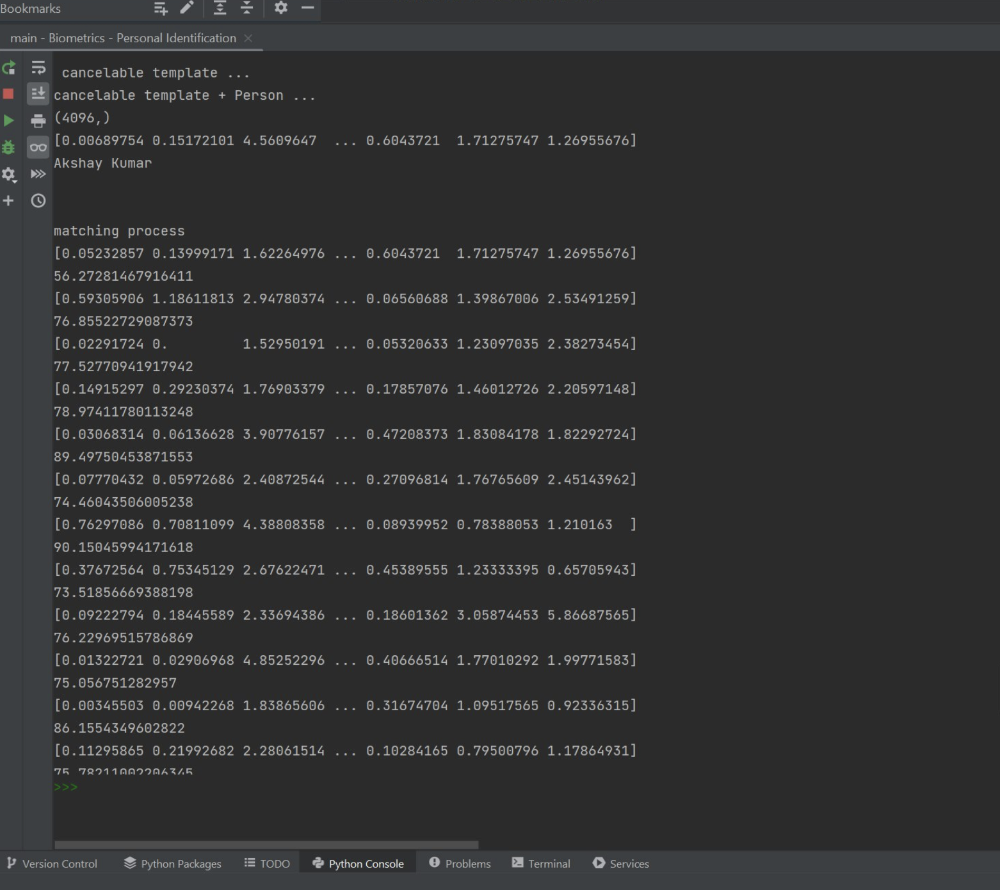 Bookmarks
main - Biometrics - Personal Identification
cancelable template ...
cancelable template + Person ...
(4096,)
[0.00689754 0.15172101 4.5609647  ... 0.6043721  1.71275747 1.26955676]
Akshay Kumar
matching process
[0.05232857 0.13999171 1.62264976 ... 0.6043721  1.71275747 1.26955676]
56.27281467916411
[0.59305906 1.18611813 2.94780374 ... 0.06560688 1.39867006 2.53491259]
76.85522729087373
[0.02291724 0.         1.52950191 ... 0.05320633 1.23097035 2.38273454]
77.52770941917942
[0.14915297 0.29230374 1.76903379 ... 0.17857076 1.46012726 2.20597148]
78.97411780113248
[0.03068314 0.06136628 3.90776157 ... 0.47208373 1.83084178 1.82292724]
89.49750453871553
[0.07770432 0.05972686 2.40872544 ... 0.27096814 1.76765609 2.45143962]
74.46043506005238
[0.76297086 0.70811099 4.38808358 ... 0.08939952 0.78388053 1.210163  ]
90.15045994171618
[0.37672564 0.75345129 2.67622471 ... 0.45389555 1.23333395 0.65705943]
73.51856669388198
[0.09222794 0.18445589 2.33694386 ... 0.18601362 3.05874453 5.86687565]
76.22969515786869
[0.01322721 0.02906968 4.85252296 ... 0.40666514 1.77010292 1.99771583]
75.056751282957
[0.00345503 0.00942268 1.83865606 ... 0.31674704 1.09517565 0.92336315]
86.1554349602822
[0.11295865 0.21992682 2.28061514 ... 0.10284165 0.79500796 1.17864931]
75.78211002206345
>>>
Version Control Python Packages TODO Python Console Problems Terminal Services